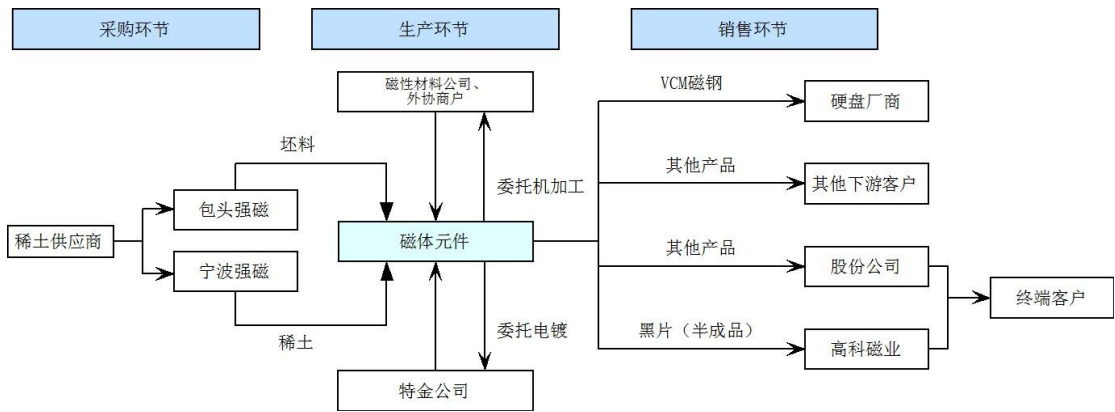 采购环节
生产环节
销售环节
磁性材料公司、
外协商户
VCM磁钢
硬盘厂商
坯料
委托机加工
其他产品
其他下游客户
包头强磁
稀土供应商
磁体元件
宁波强磁
其他产品
股份公司
终端客户
稀土
委托电镀
黑片（半成品）
高科磁业
特金公司